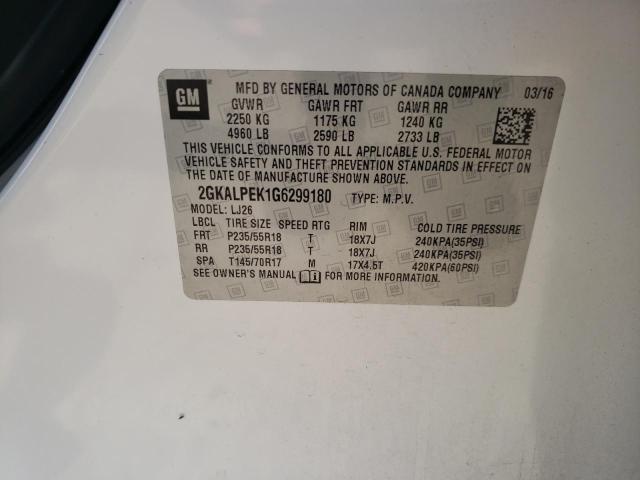 GM
MFD BY GENERAL MOTORS OF CANADA COMPANY 03/16
GVWR GAWR FRT GAWR RR
2250 KG 1175 KG 1240 KG
4960 LB 2590 LB 2733 LB
THIS VEHICLE CONFORMS TO ALL APPLICABLE U.S. FEDERAL MOTOR
VEHICLE SAFETY AND THEFT PREVENTION STANDARDS IN EFFECT ON
THE DATE OF MANUFACTURE SHOWN ABOVE.
2GKALPEK1G6299180 TYPE: M.P.V.
MODEL: LJ26
LBCL TIRE SIZE SPEED RTG RIM COLD TIRE PRESSURE
FRT P235/55R18 T 18X7J 240KPA(35PSI)
RR P235/55R18 T 18X7J 240KPA(35PSI)
SPA T145/70R17 M 17X4.5T 420KPA(60PSI)
SEE OWNER'S MANUAL FOR MORE INFORMATION.